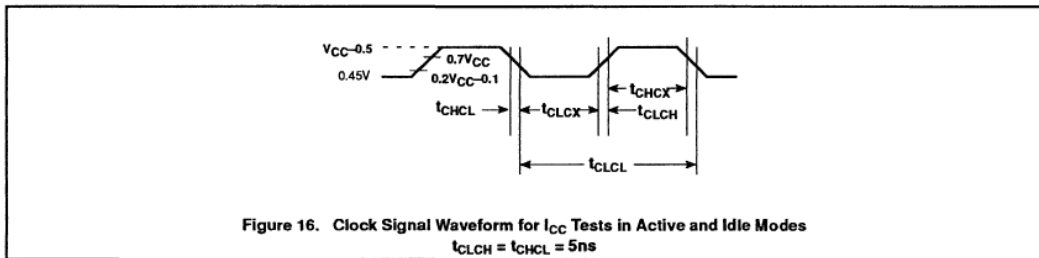 VCC–0.5
0.7VCC
0.45V
0.2VCC–0.1
tCHCX
tCHCL
tCLCX
tCLCH
tCLCL
Figure 16. Clock Signal Waveform for ICC Tests in Active and Idle Modes
tCLCH = tCHCL = 5ns